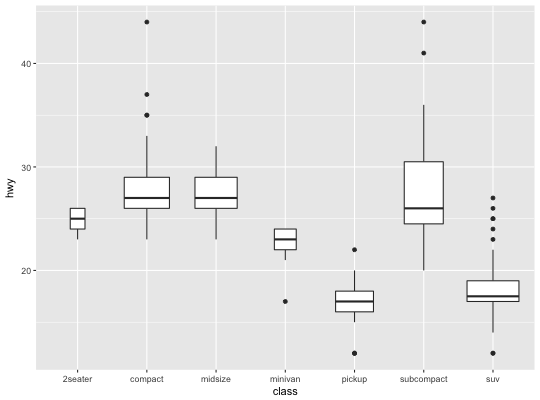 hwy
40
30
20
2seater compact midsize minivan pickup subcompact suv
class